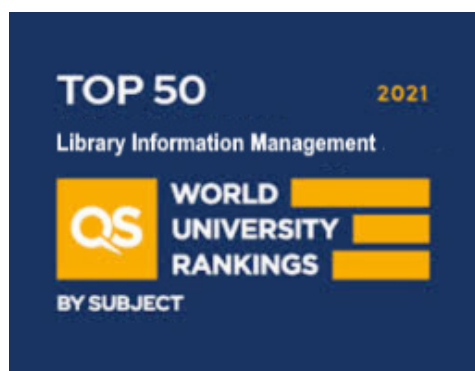 TOP 50 2021
Library Information Management
QS WORLD
UNIVERSITY
RANKINGS
BY SUBJECT